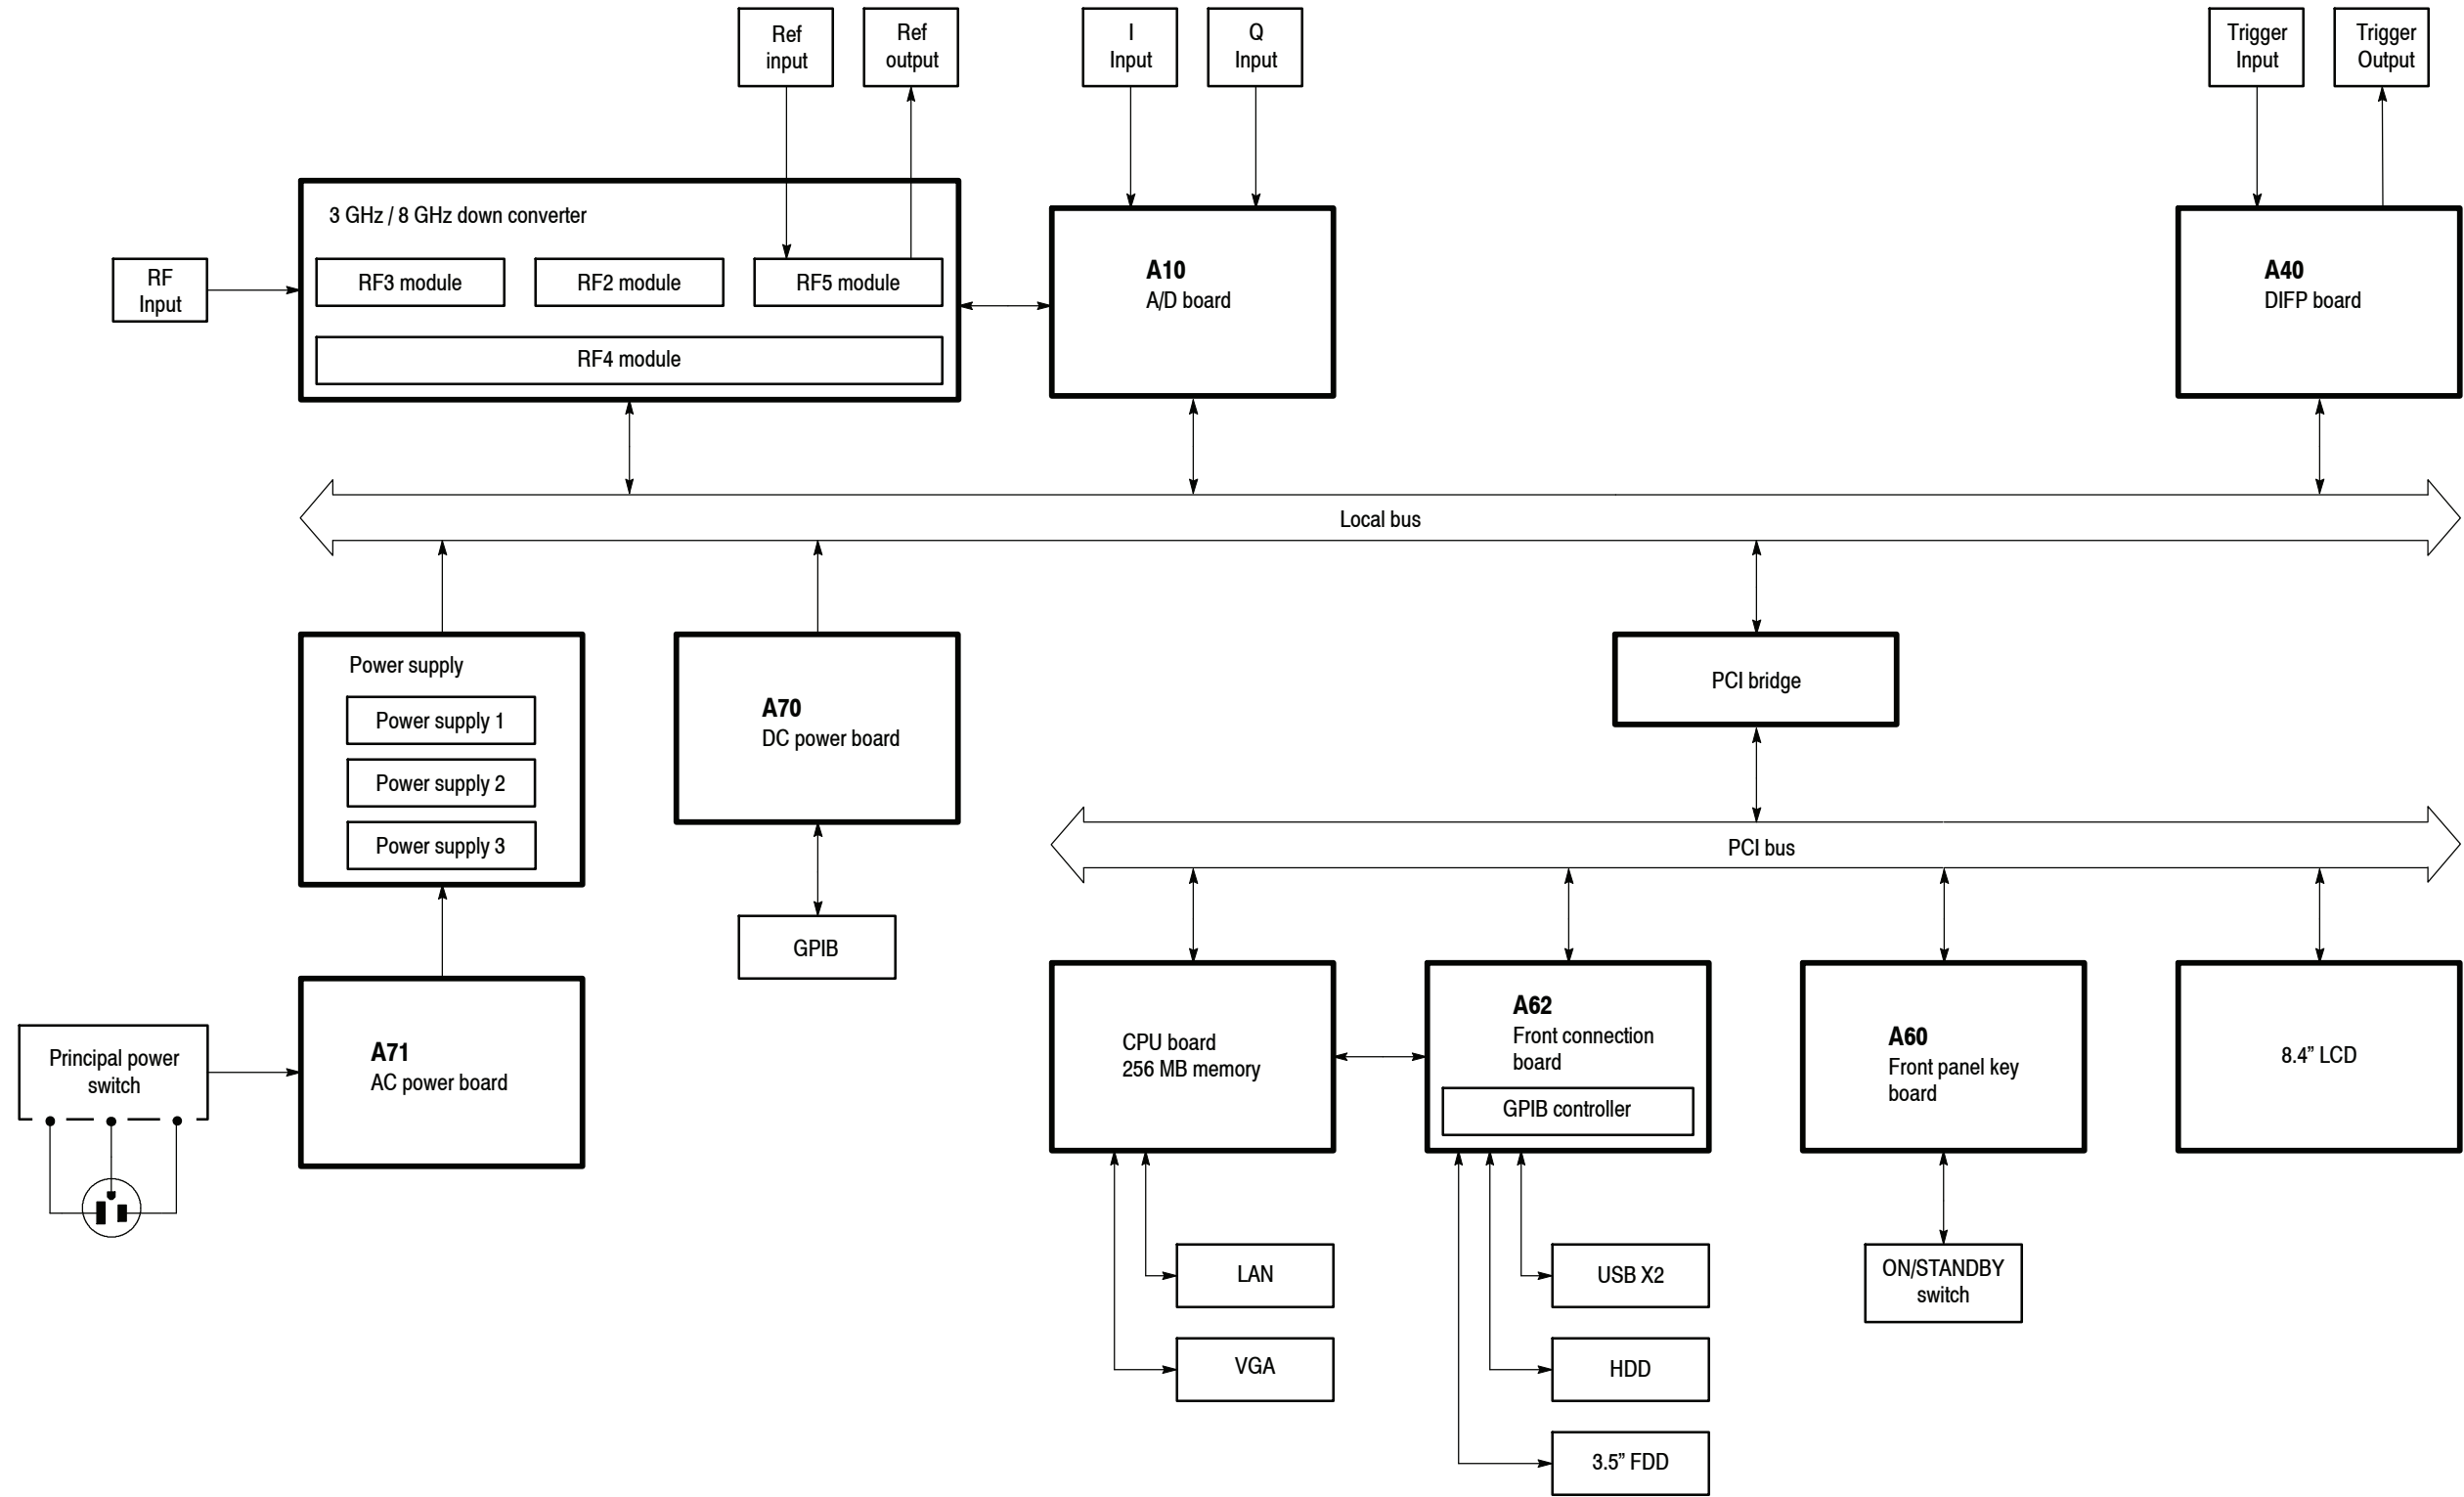 Ref
input
Ref
output
I
Input
Q
Input
Trigger
Input
Trigger
Output
3 GHz / 8 GHz down converter
RF
Input
RF3 module
RF2 module
RF5 module
RF4 module
A10
A/D board
A40
DIFP board
Local bus
Power supply
Power supply 1
Power supply 2
Power supply 3
A70
DC power board
PCI bridge
PCI bus
GPIB
Principal power
switch
A71
AC power board
CPU board
256 MB memory
A62
Front connection
board
GPIB controller
A60
Front panel key
board
8.4” LCD
LAN
VGA
USB X2
HDD
3.5” FDD
ON/STANDBY
switch